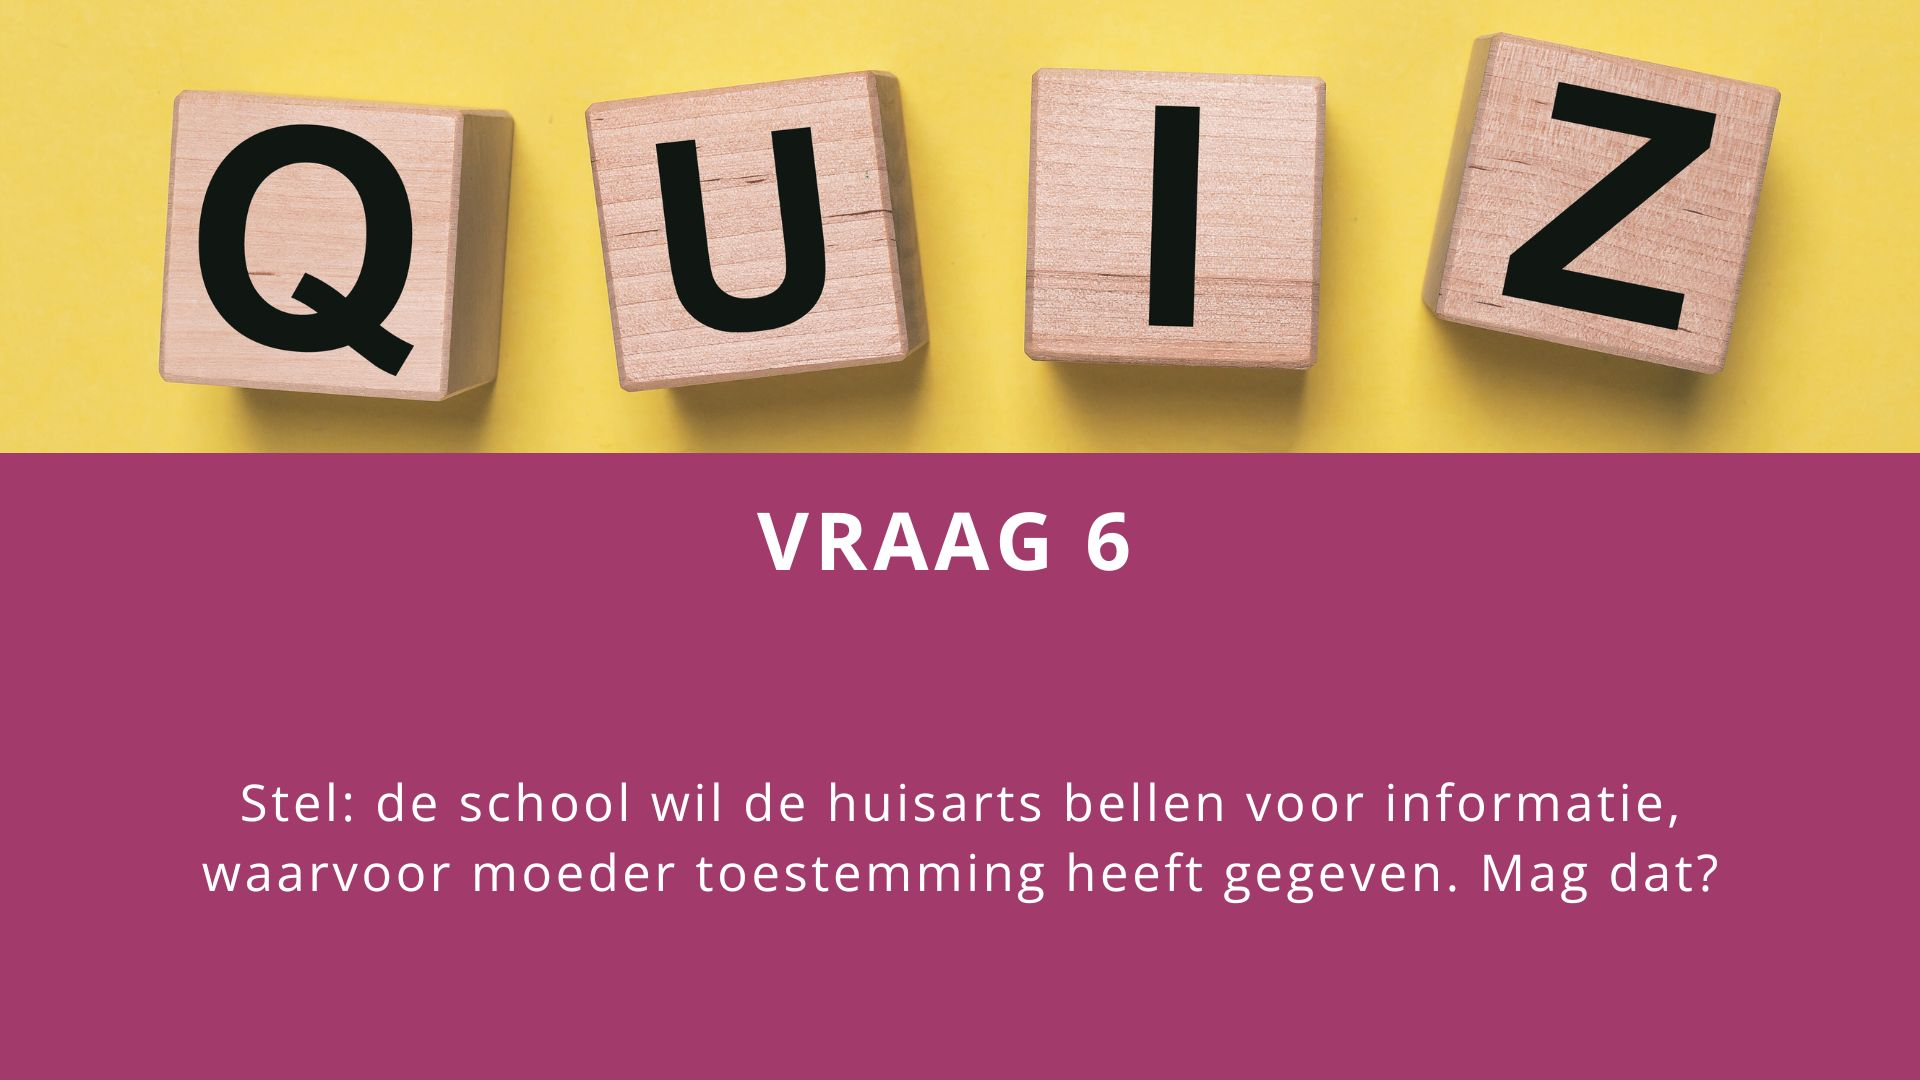 QUIZ
VRAAG 6
Stel: de school wil de huisarts bellen voor informatie,
waarvoor moeder toestemming heeft gegeven. Mag dat?